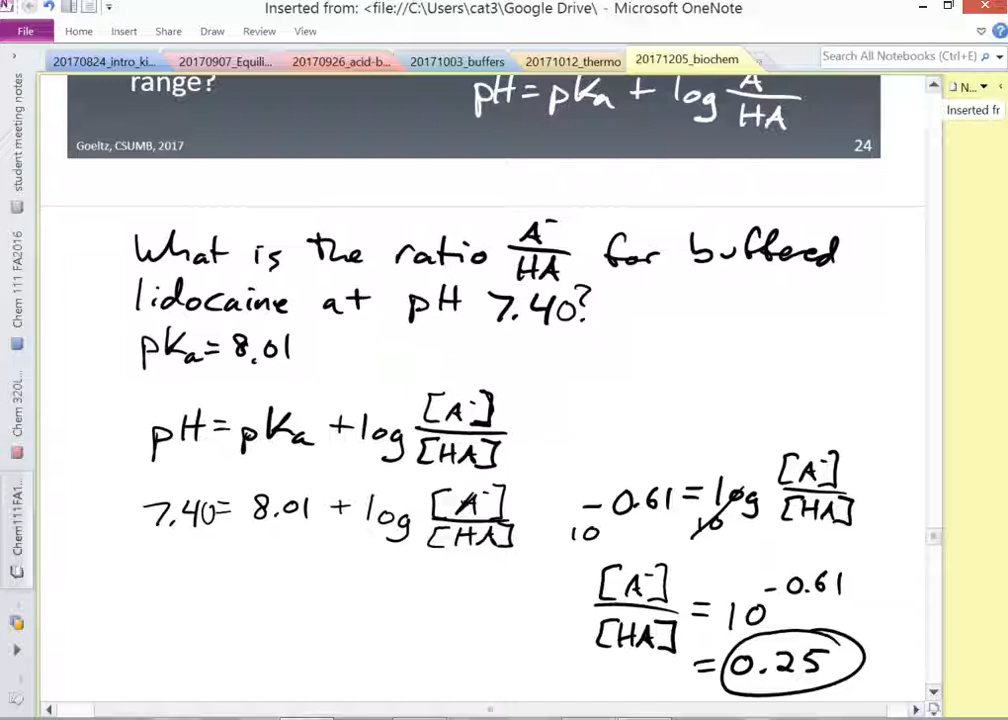 Inserted from: <file://C:\Users\cat3\Google Drive\ - Microsoft OneNote
File Home Insert Share Draw Review View
20170824_intro_ki... 20170907_Equili... 20170926_acid-b... 20171003_buffers 20171012_thermo 20171205_biochem
Search All Notebooks (Ctrl+E)
N...
Inserted fr
student meeting notes
Chem 111 FA2016
Chem 320L
Chem111FA1
range?
pH = pKa + log A⁻/HA
Goeltz, CSUMB, 2017
24
What is the ratio A⁻/HA for buffered
lidocaine at pH 7.40?
pKa = 8.01
pH = pKa + log [A⁻]/[HA]
7.40 = 8.01 + log [A⁻]/[HA]
10 -0.61 = 10 log [A⁻]/[HA]
[A⁻]/[HA] = 10 -0.61
= 0.25